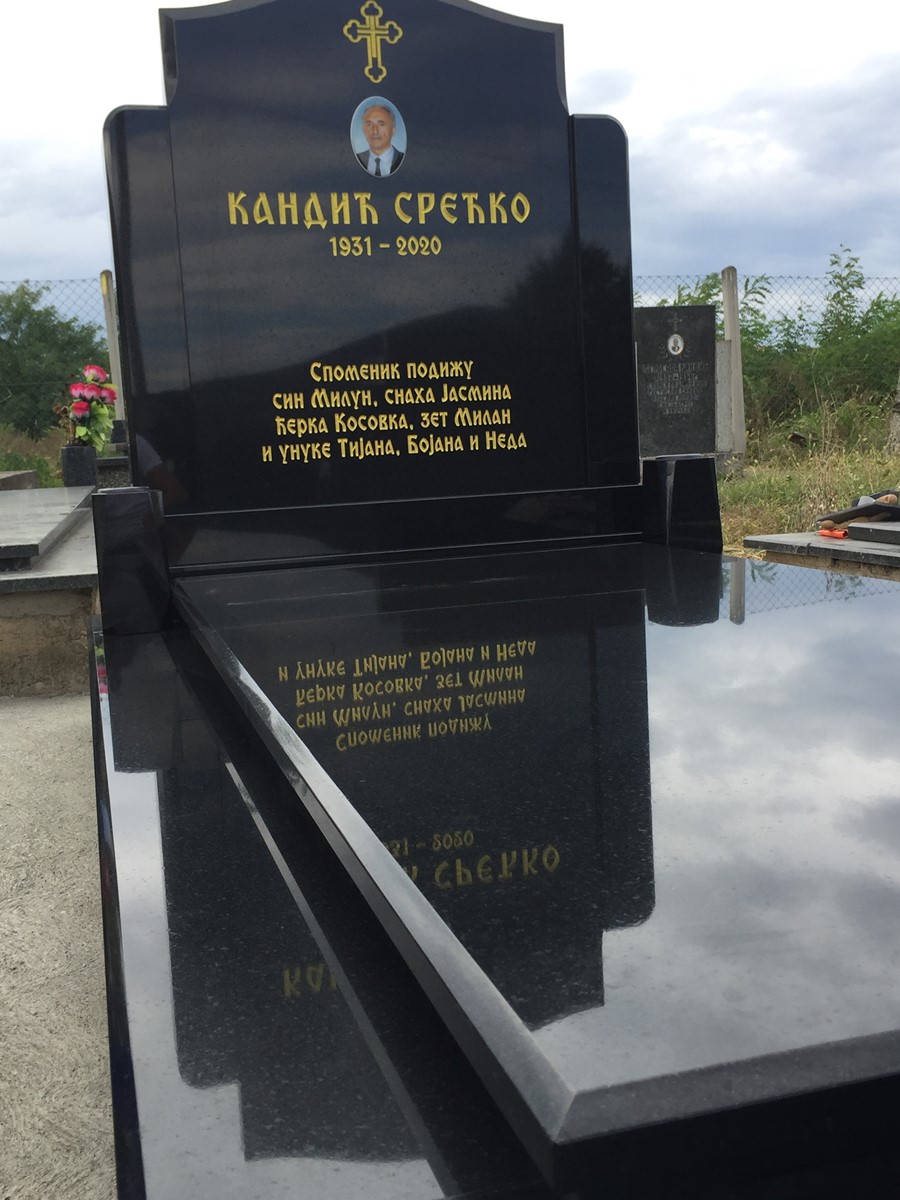 КАНДИЋ СРЕЋКО
1931 – 2020
Споменик подижу
син Милун, снаха Јасмина
ћерка Косовка, зет Милан
и унуке Тијана, Бојана и Неда